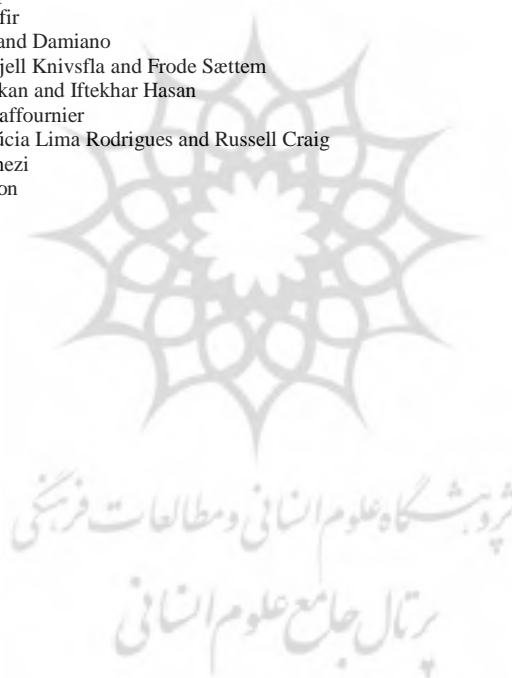 fir
and Damiano
jell Knivsfla and Frode Sættem
kan and Iftekhar Hasan
affournier
úcia Lima Rodrigues and Russell Craig
nezi
on
پژوهشگاه علوم انسانی و مطالعات فرهنگی
پرتال جامع علوم انسانی